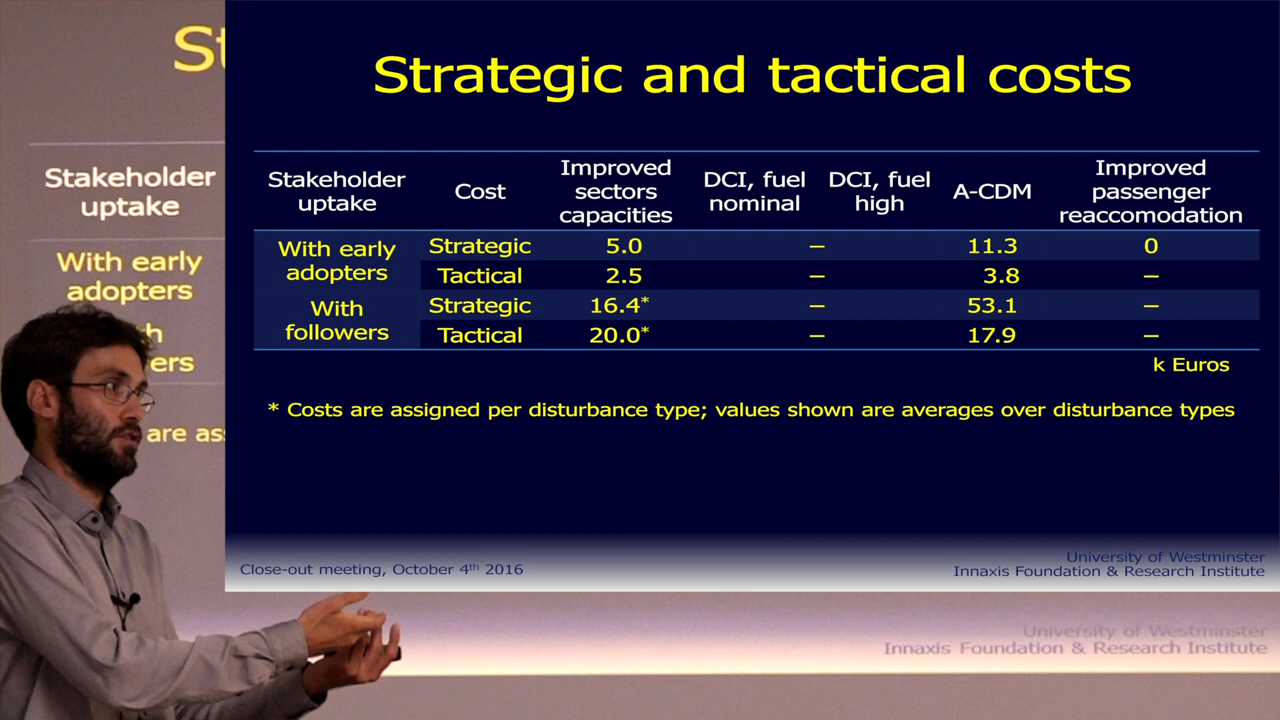 St
Strategic and tactical costs
Stakeholder
uptake
With early
adopters
h
ers
are as
Stakeholder
uptake
Cost
Improved
sectors
capacities
DCI, fuel
nominal
DCI, fuel
high
A-CDM
Improved
passenger
reaccomodation
With early
adopters
Strategic 5.0 – 11.3 0
Tactical 2.5 – 3.8 –
With
followers
Strategic 16.4* – 53.1 –
Tactical 20.0* – 17.9 –
k Euros
* Costs are assigned per disturbance type; values shown are averages over disturbance types
Close-out meeting, October 4th 2016
University of Westminster
Innaxis Foundation & Research Institute
University of Westminster
Innaxis Foundation & Research Institute